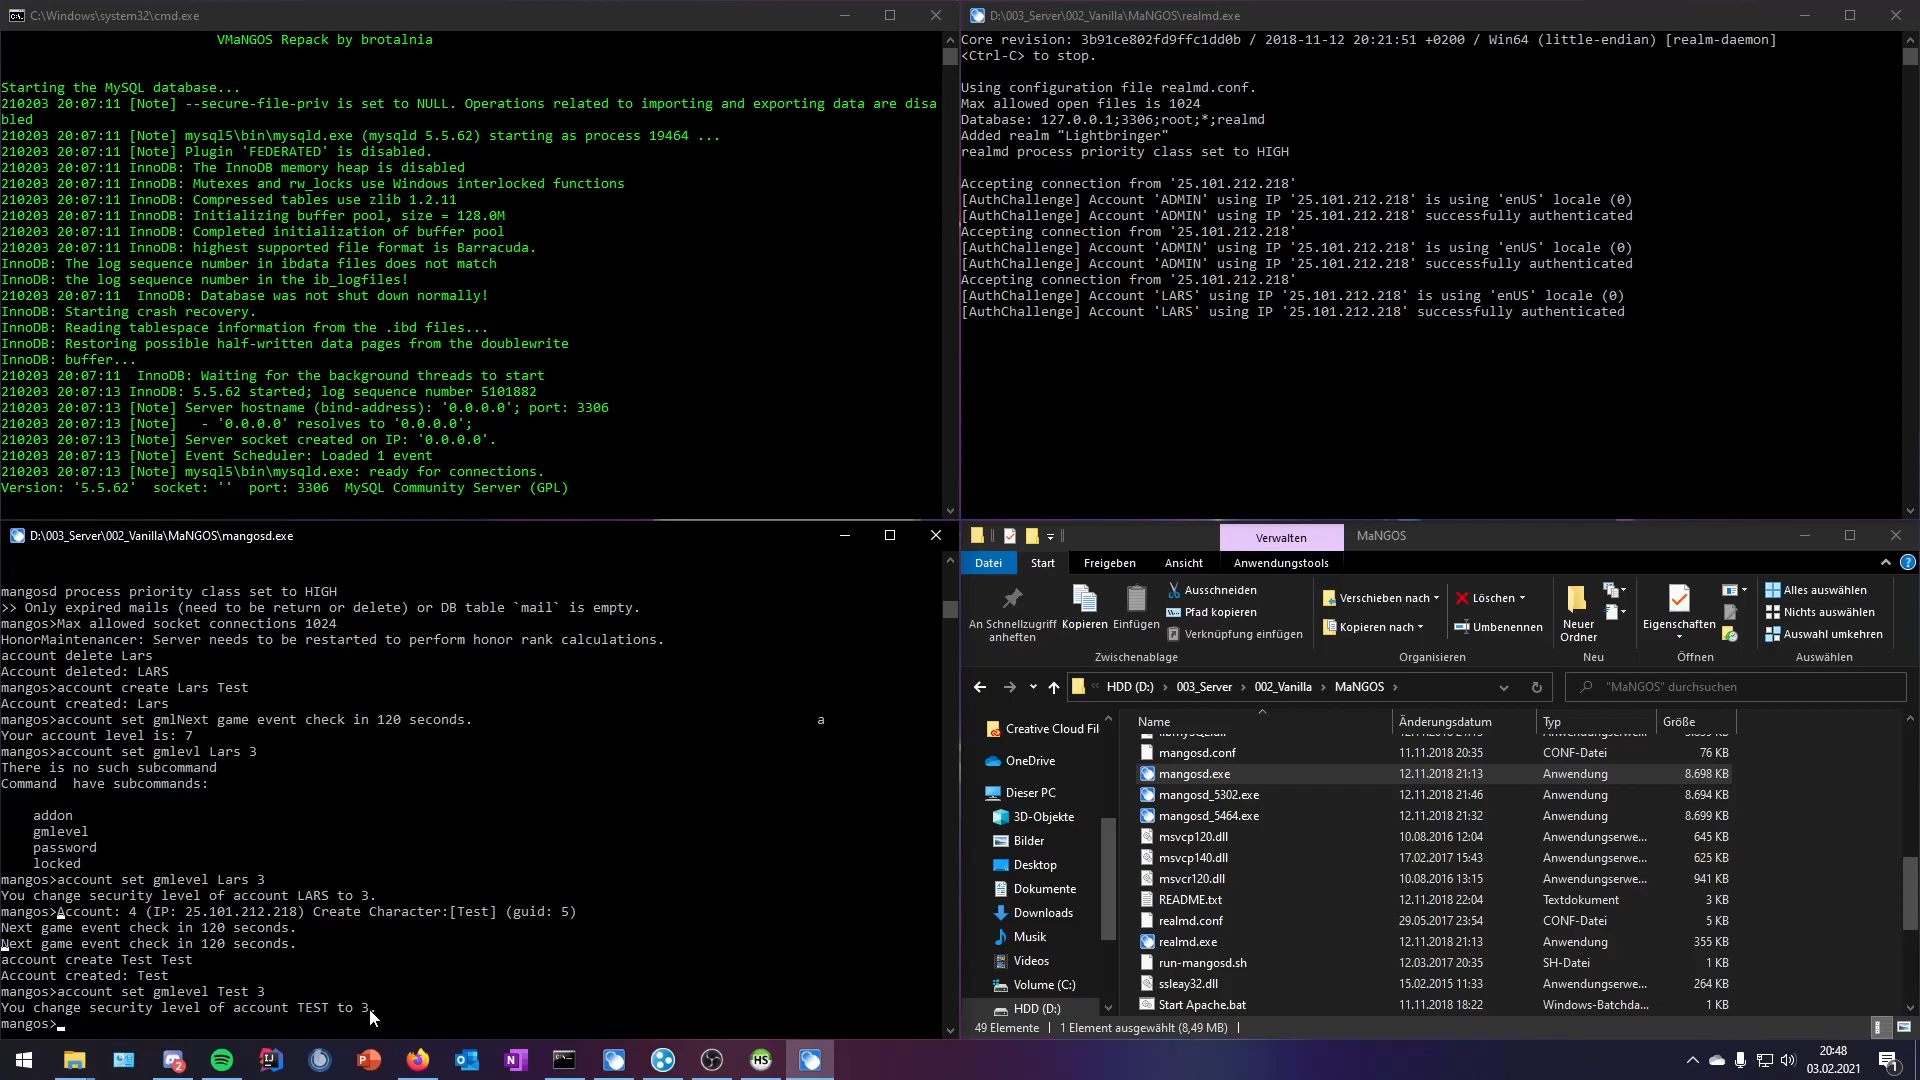 C:\Windows\system32\cmd.exe
VMaNGOS Repack by brotalnia
Starting the MySQL database...
210203 20:07:11 [Note] --secure-file-priv is set to NULL. Operations related to importing and exporting data are disa
bled
210203 20:07:11 [Note] mysql5\bin\mysqld.exe (mysqld 5.5.62) starting as process 19464 ...
210203 20:07:11 [Note] Plugin 'FEDERATED' is disabled.
210203 20:07:11 InnoDB: The InnoDB memory heap is disabled
210203 20:07:11 InnoDB: Mutexes and rw_locks use Windows interlocked functions
210203 20:07:11 InnoDB: Compressed tables use zlib 1.2.11
210203 20:07:11 InnoDB: Initializing buffer pool, size = 128.0M
210203 20:07:11 InnoDB: Completed initialization of buffer pool
210203 20:07:11 InnoDB: highest supported file format is Barracuda.
InnoDB: The log sequence number in ibdata files does not match
InnoDB: the log sequence number in the ib_logfiles!
210203 20:07:11  InnoDB: Database was not shut down normally!
InnoDB: Starting crash recovery.
InnoDB: Reading tablespace information from the .ibd files...
InnoDB: Restoring possible half-written data pages from the doublewrite
InnoDB: buffer...
210203 20:07:11  InnoDB: Waiting for the background threads to start
210203 20:07:13 InnoDB: 5.5.62 started; log sequence number 5101882
210203 20:07:13 [Note] Server hostname (bind-address): '0.0.0.0'; port: 3306
210203 20:07:13 [Note]   - '0.0.0.0' resolves to '0.0.0.0';
210203 20:07:13 [Note] Server socket created on IP: '0.0.0.0'.
210203 20:07:13 [Note] Event Scheduler: Loaded 1 event
210203 20:07:13 [Note] mysql5\bin\mysqld.exe: ready for connections.
Version: '5.5.62'  socket: ''  port: 3306  MySQL Community Server (GPL)
D:\003_Server\002_Vanilla\MaNGOS\realmd.exe
Core revision: 3b91ce802fd9ffc1dd0b / 2018-11-12 20:21:51 +0200 / Win64 (little-endian) [realm-daemon]
<Ctrl-C> to stop.
Using configuration file realmd.conf.
Max allowed open files is 1024
Database: 127.0.0.1;3306;root;*;realmd
Added realm "Lightbringer"
realmd process priority class set to HIGH
Accepting connection from '25.101.212.218'
[AuthChallenge] Account 'ADMIN' using IP '25.101.212.218' is using 'enUS' locale (0)
[AuthChallenge] Account 'ADMIN' using IP '25.101.212.218' successfully authenticated
Accepting connection from '25.101.212.218'
[AuthChallenge] Account 'ADMIN' using IP '25.101.212.218' is using 'enUS' locale (0)
[AuthChallenge] Account 'ADMIN' using IP '25.101.212.218' successfully authenticated
Accepting connection from '25.101.212.218'
[AuthChallenge] Account 'LARS' using IP '25.101.212.218' is using 'enUS' locale (0)
[AuthChallenge] Account 'LARS' using IP '25.101.212.218' successfully authenticated
D:\003_Server\002_Vanilla\MaNGOS\mangosd.exe
mangosd process priority class set to HIGH
>> Only expired mails (need to be return or delete) or DB table `mail` is empty.
mangos>Max allowed socket connections 1024
HonorMaintenancer: Server needs to be restarted to perform honor rank calculations.
account delete Lars
Account deleted: LARS
mangos>account create Lars Test
Account created: Lars
mangos>account set gmlNext game event check in 120 seconds. a
Your account level is: 7
mangos>account set gmlevl Lars 3
There is no such subcommand
Command  have subcommands:
addon
gmlevel
password
locked
mangos>account set gmlevel Lars 3
You change security level of account LARS to 3.
mangos>Account: 4 (IP: 25.101.212.218) Create Character:[Test] (guid: 5)
Next game event check in 120 seconds.
Next game event check in 120 seconds.
account create Test Test
Account created: Test
mangos>account set gmlevel Test 3
You change security level of account TEST to 3.
mangos>
Verwalten MaNGOS
Datei Start Freigeben Ansicht Anwendungstools
An Schnellzugriff
anheften
Kopieren
Einfügen
Ausschneiden
Pfad kopieren
Verknüpfung einfügen
Zwischenablage
Verschieben nach
Kopieren nach
Löschen
Umbenennen
Organisieren
Neuer
Ordner
Neu
Eigenschaften
Öffnen
Alles auswählen
Nichts auswählen
Auswahl umkehren
Auswählen
« HDD (D:) 003_Server 002_Vanilla MaNGOS
"MaNGOS" durchsuchen
Creative Cloud Fil
OneDrive
Dieser PC
3D-Objekte
Bilder
Desktop
Dokumente
Downloads
Musik
Videos
Volume (C:)
HDD (D:)
Name Änderungsdatum Typ Größe
mangosd.conf 11.11.2018 20:35 CONF-Datei 76 KB
mangosd.exe 12.11.2018 21:13 Anwendung 8.698 KB
mangosd_5302.exe 12.11.2018 21:46 Anwendung 8.694 KB
mangosd_5464.exe 12.11.2018 21:32 Anwendung 8.699 KB
msvcp120.dll 10.08.2016 12:04 Anwendungserwe... 645 KB
msvcp140.dll 17.02.2017 15:43 Anwendungserwe... 625 KB
msvcr120.dll 10.08.2016 13:15 Anwendungserwe... 941 KB
README.txt 12.11.2018 22:04 Textdokument 3 KB
realmd.conf 29.05.2017 23:54 CONF-Datei 5 KB
realmd.exe 12.11.2018 21:13 Anwendung 355 KB
run-mangosd.sh 12.03.2017 20:35 SH-Datei 1 KB
ssleay32.dll 15.02.2015 11:33 Anwendungserwe... 264 KB
Start Apache.bat 11.11.2018 18:22 Windows-Batchda... 1 KB
49 Elemente 1 Element ausgewählt (8,49 MB)
20:48
03.02.2021